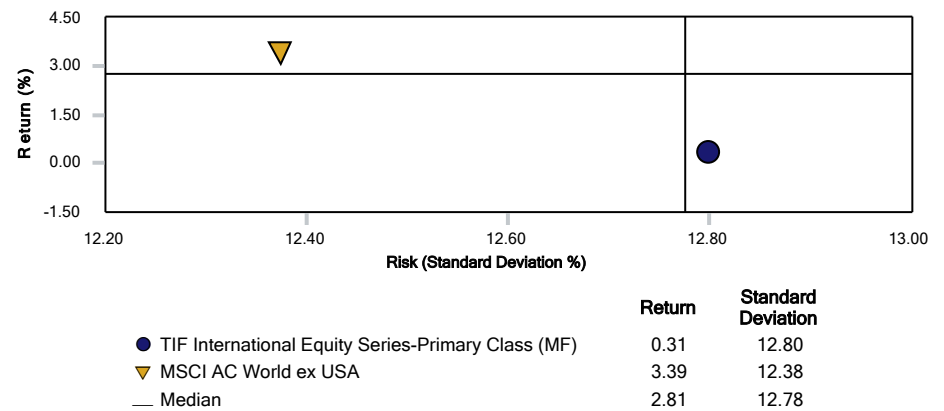 4.50
3.00
1.50
0.00
-1.50
Return (%)
12.20 12.40 12.60 12.80 13.00
Risk (Standard Deviation %)
Return Standard Deviation
TIF International Equity Series-Primary Class (MF) 0.31 12.80
MSCI AC World ex USA 3.39 12.38
Median 2.81 12.78